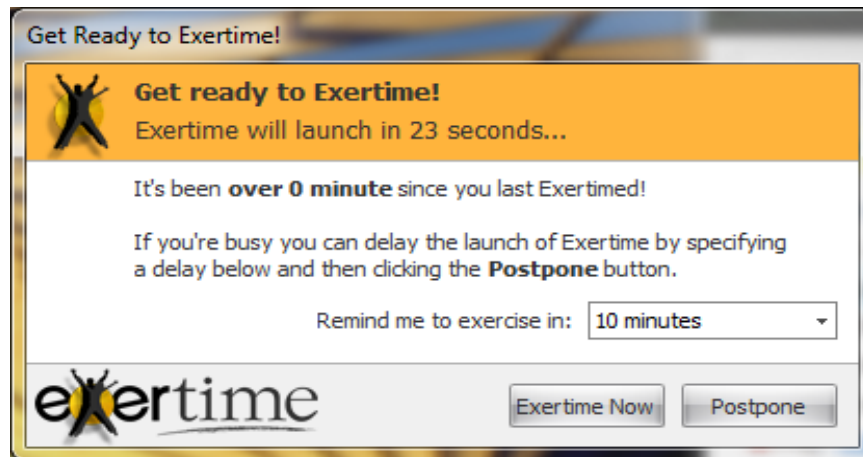 Get Ready to Exertime!
Get ready to Exertime!
Exertime will launch in 23 seconds...
It's been over 0 minute since you last Exertimed!
If you're busy you can delay the launch of Exertime by specifying
a delay below and then clicking the Postpone button.
Remind me to exercise in: 10 minutes
exertime Exertime Now Postpone